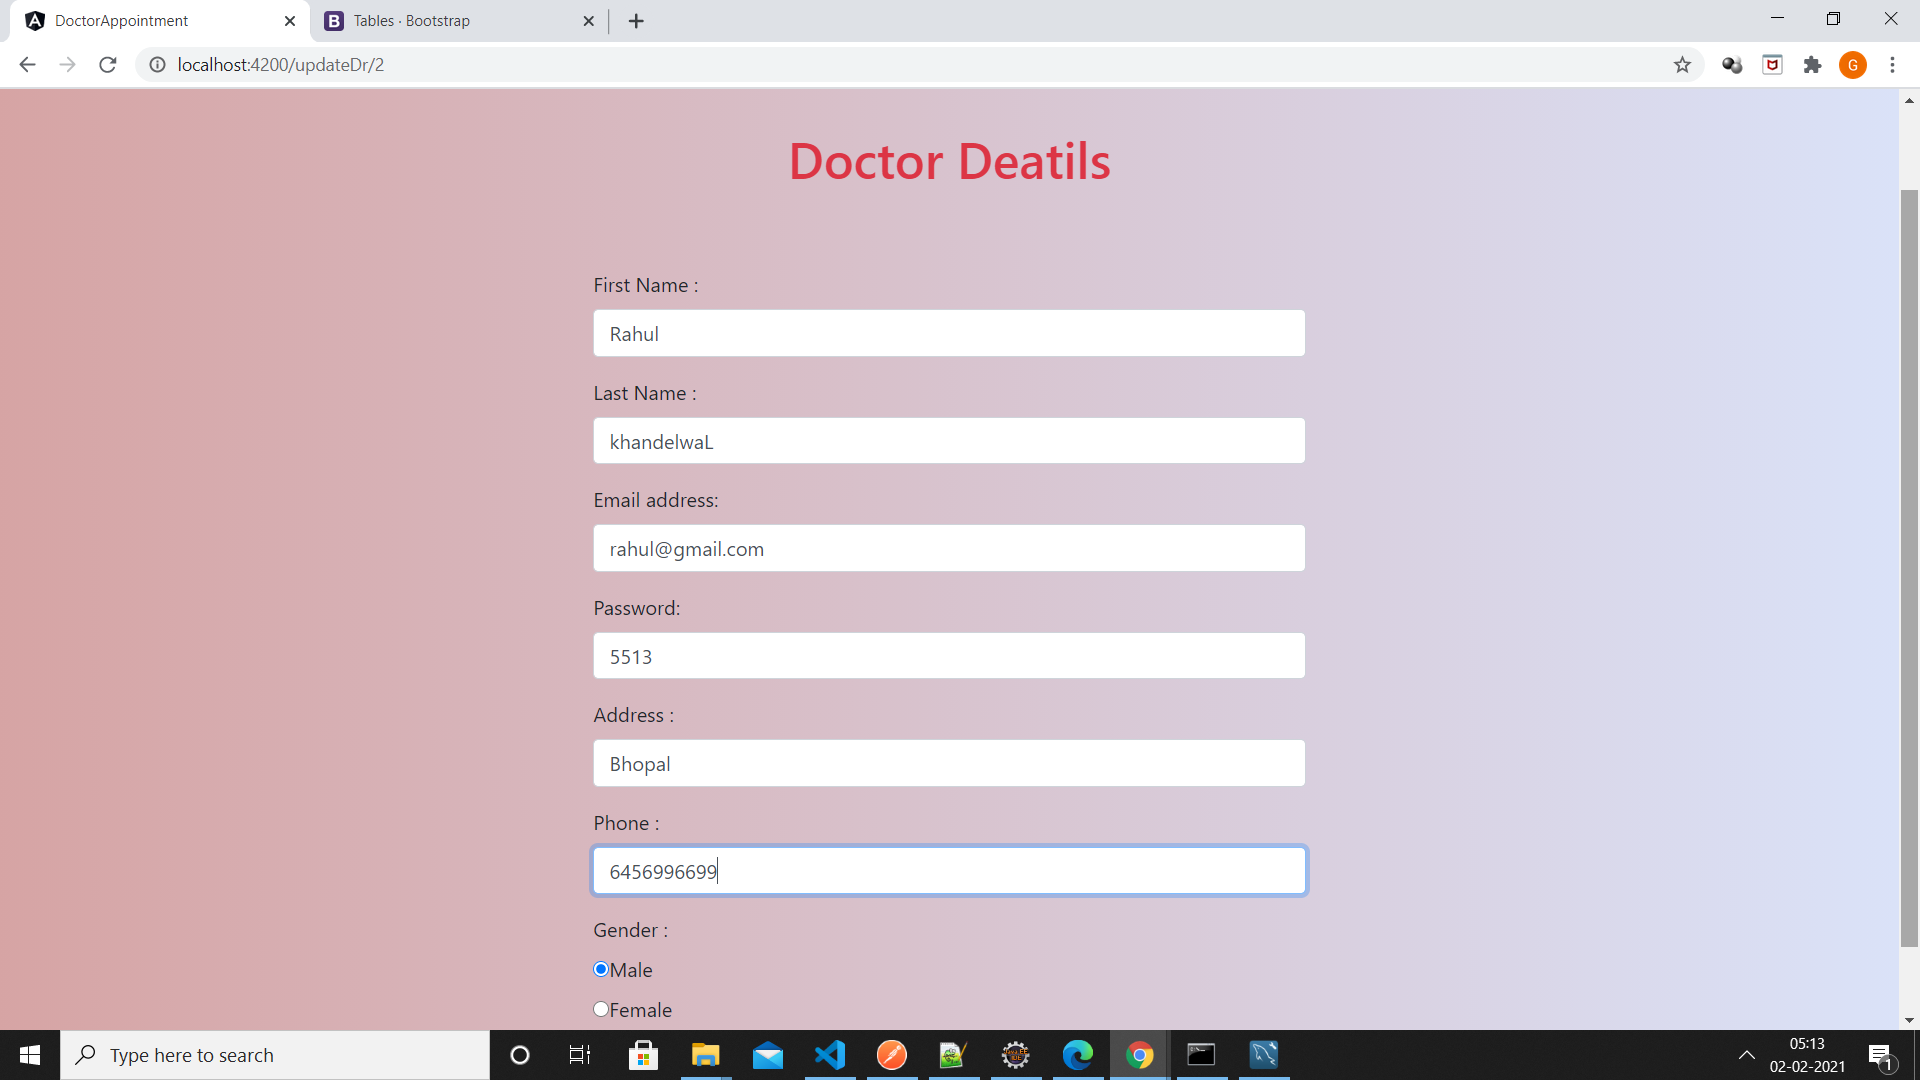 DoctorAppointment
Tables · Bootstrap
localhost:4200/updateDr/2
G
Doctor Deatils
First Name :
Rahul
Last Name :
khandelwaL
Email address:
rahul@gmail.com
Password:
5513
Address :
Bhopal
Phone :
6456996699
Gender :
Male
Female
Type here to search
05:13
02-02-2021
1